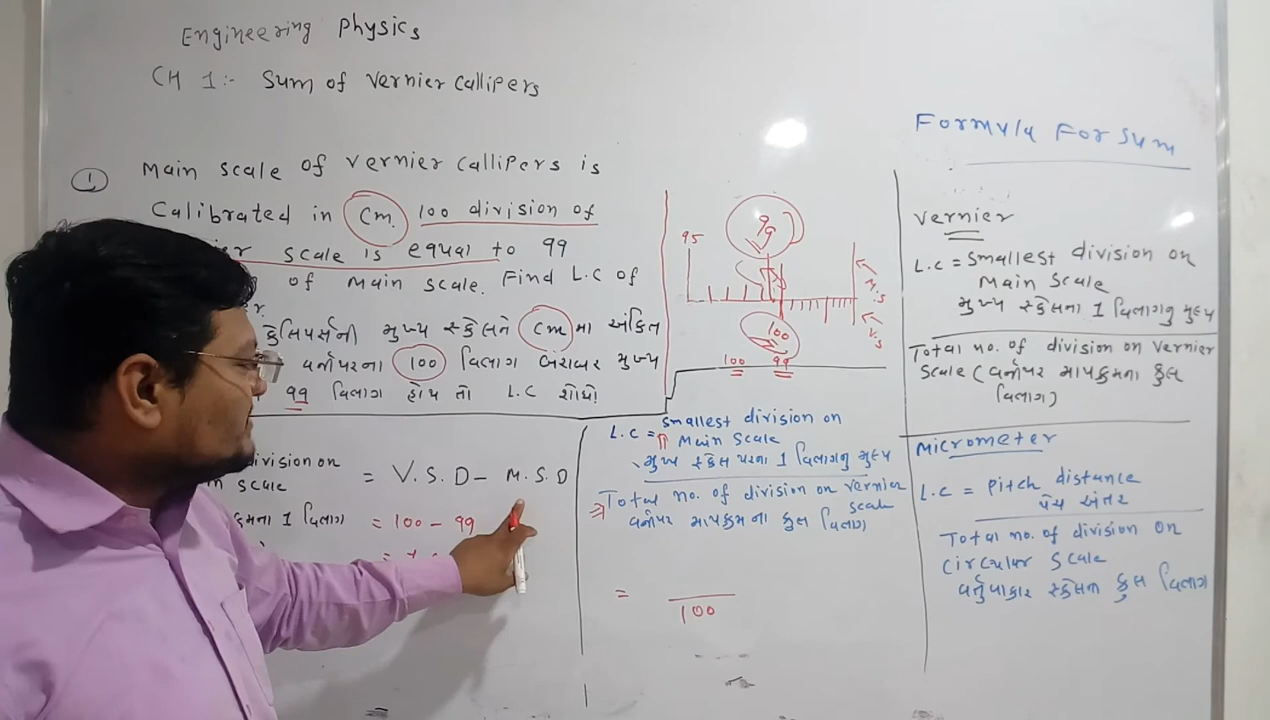 Engineering Physics
CH 1:- Sum of Vernier Callipers
① Main scale of Vernier Callipers is
Calibrated in Cm. 100 division of
scale is equal to 99
of main scale. Find L.C of
મુખ્ય સ્કેલને Cm મા અંકિત
વર્નીયરના 100 વિભાગ બરાબર મુખ્ય
99 વિભાગ હોય તો L.C શોધો!
95
99
100
M.S
V.S
100 99
division on
scale
= V.S.D - M.S.D
1 વિભાગ = 100 - 99
L.C = Smallest division on
Main Scale
મુખ્ય સ્કેલ પરના 1 વિભાગનુ મુલ્ય
Total no. of division on Vernier
scale
વર્નીયર માપક્રમ ના કુલ વિભાગ
=
100
Formula For Sum
Vernier
L.C = Smallest division on
Main Scale
મુખ્ય સ્કેલના 1 વિભાગનુ મુલ્ય
Total no. of division on Vernier
Scale (વર્નીયર માપક્રમના કુલ
વિભાગ)
Micrometer
L.C = Pitch distance
પેચ અંતર
Total no. of division on
Circular Scale
વર્તુળાકાર સ્કેલના કુલ વિભાગ